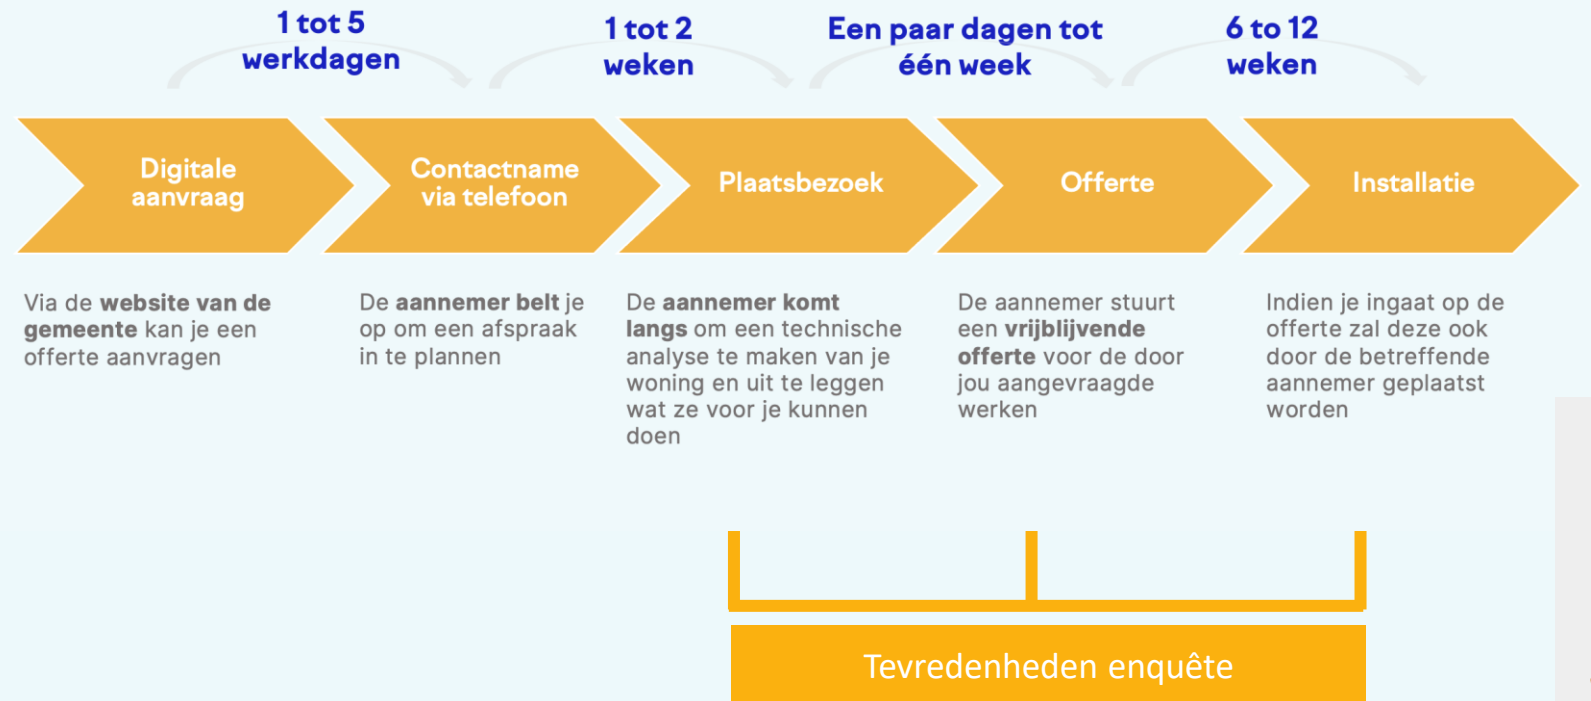 1 tot 5
werkdagen
1 tot 2
weken
Een paar dagen tot
één week
6 to 12
weken
Digitale
aanvraag
Contactname
via telefoon
Plaatsbezoek
Offerte
Installatie
Via de website van de
gemeente kan je een
offerte aanvragen
De aannemer belt je
op om een afspraak
in te plannen
De aannemer komt
langs om een technische
analyse te maken van je
woning en uit te leggen
wat ze voor je kunnen
doen
De aannemer stuurt
een vrijblijvende
offerte voor de door
jou aangevraagde
werken
Indien je ingaat op de
offerte zal deze ook
door de betreffende
aannemer geplaatst
worden
Tevredenheden enquête